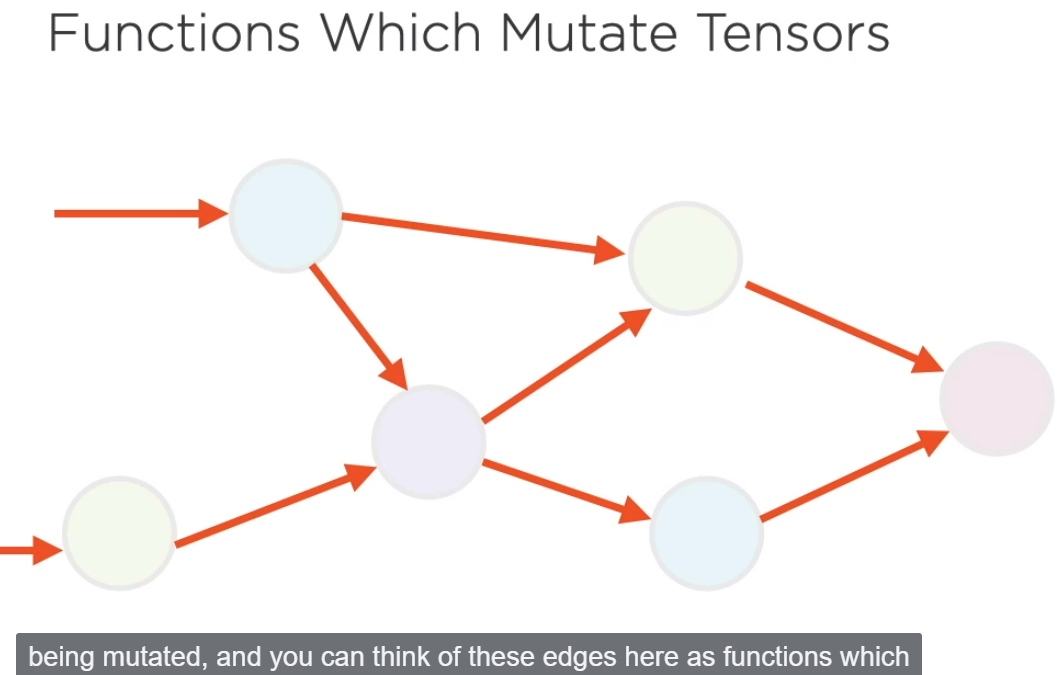 Functions Which Mutate Tensors
being mutated, and you can think of these edges here as functions which